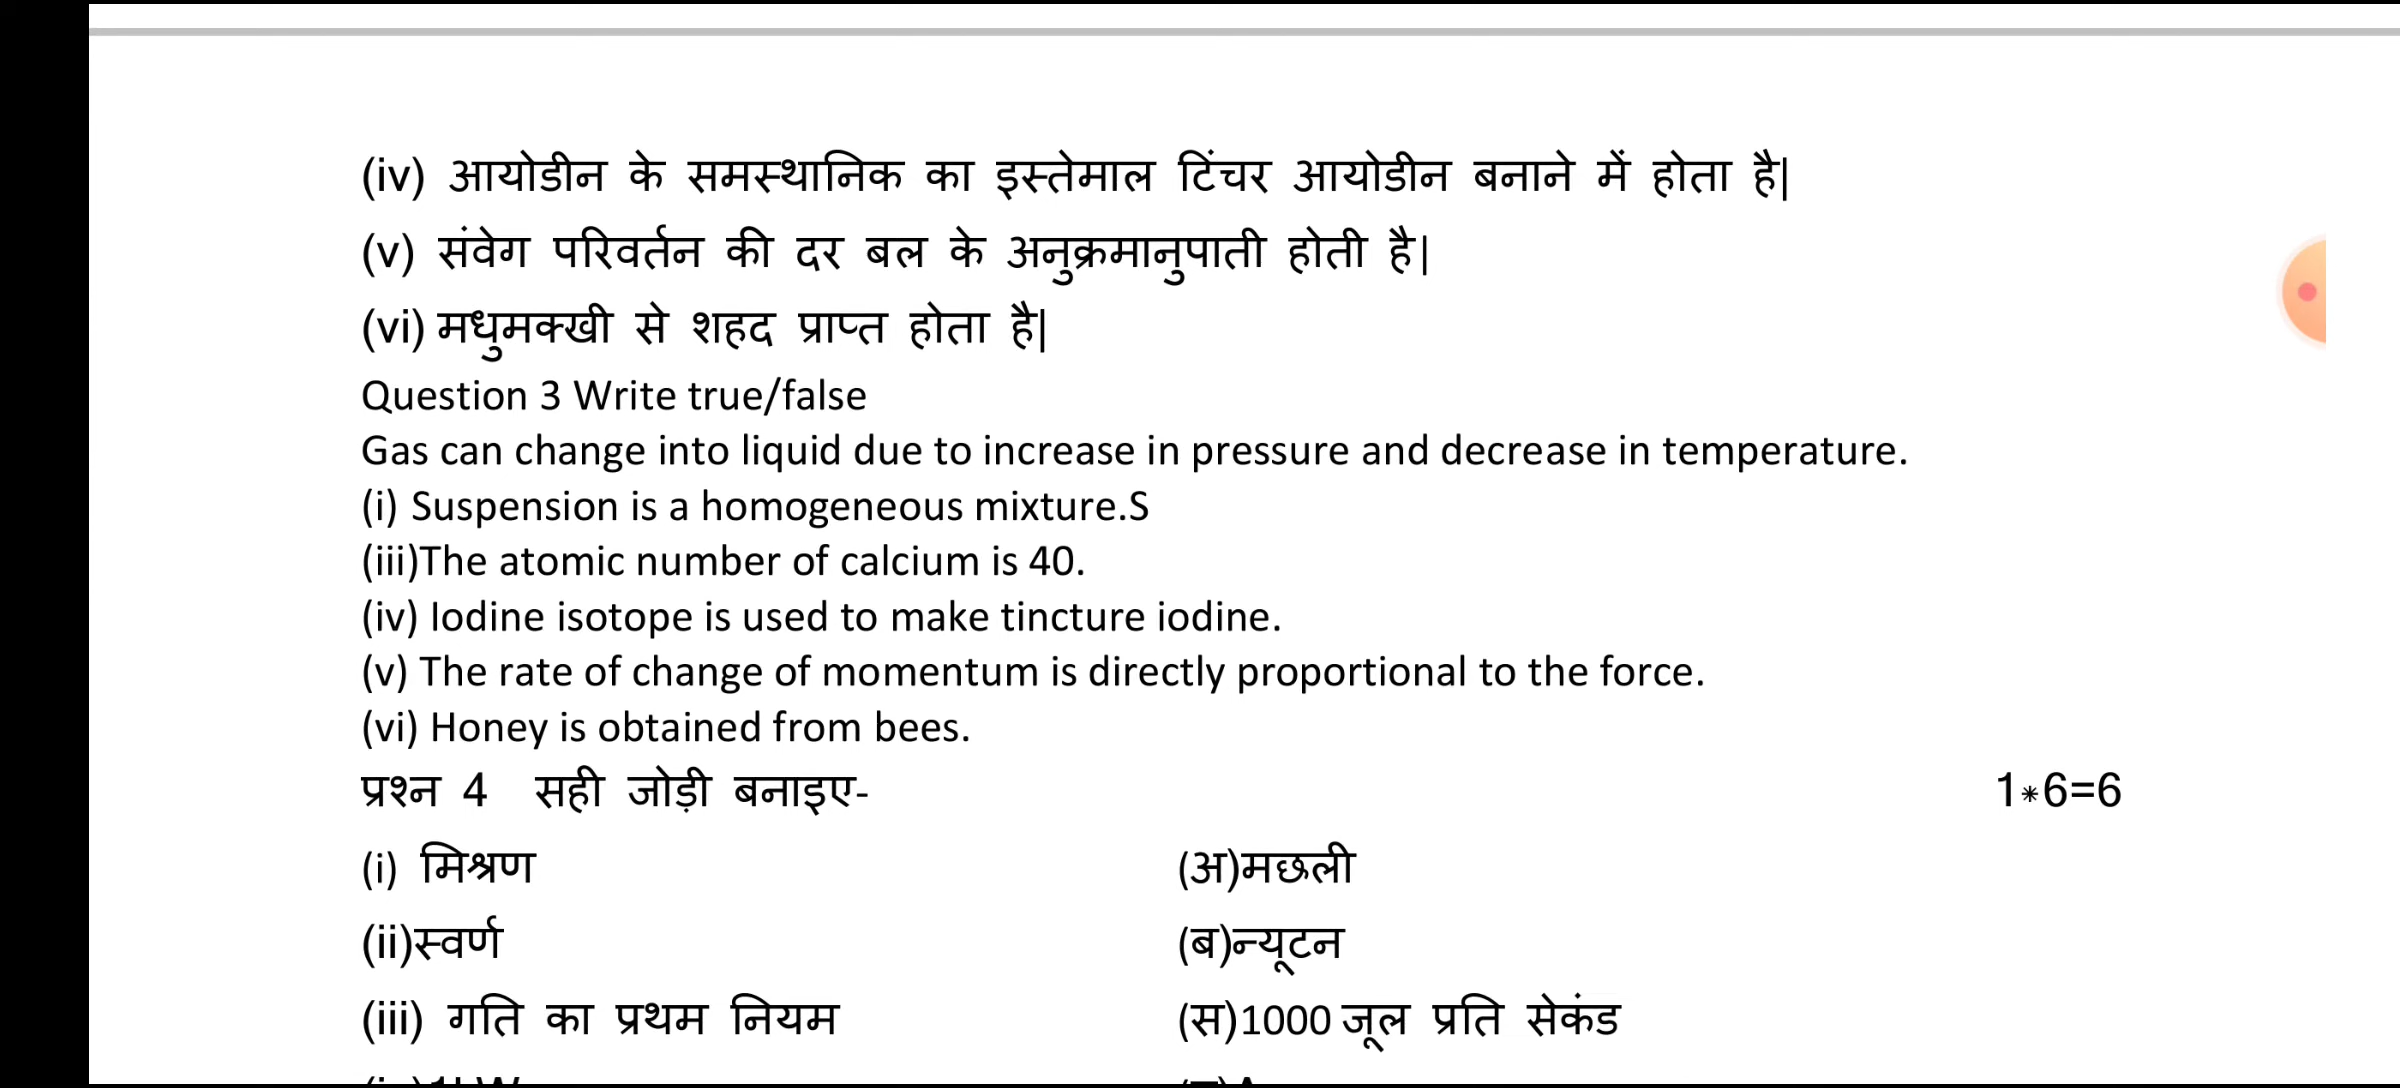 (iv) आयोडीन के समस्थानिक का इस्तेमाल टिंचर आयोडीन बनाने में होता है|
(v) संवेग परिवर्तन की दर बल के अनुक्रमानुपाती होती है|
(vi) मधुमक्खी से शहद प्राप्त होता है|
Question 3 Write true/false
Gas can change into liquid due to increase in pressure and decrease in temperature.
(i) Suspension is a homogeneous mixture.S
(iii)The atomic number of calcium is 40.
(iv) Iodine isotope is used to make tincture iodine.
(v) The rate of change of momentum is directly proportional to the force.
(vi) Honey is obtained from bees.
प्रश्न 4 सही जोड़ी बनाइए- 1*6=6
(i) मिश्रण (अ)मछली
(ii)स्वर्ण (ब)न्यूटन
(iii) गति का प्रथम नियम (स)1000 जूल प्रति सेकंड